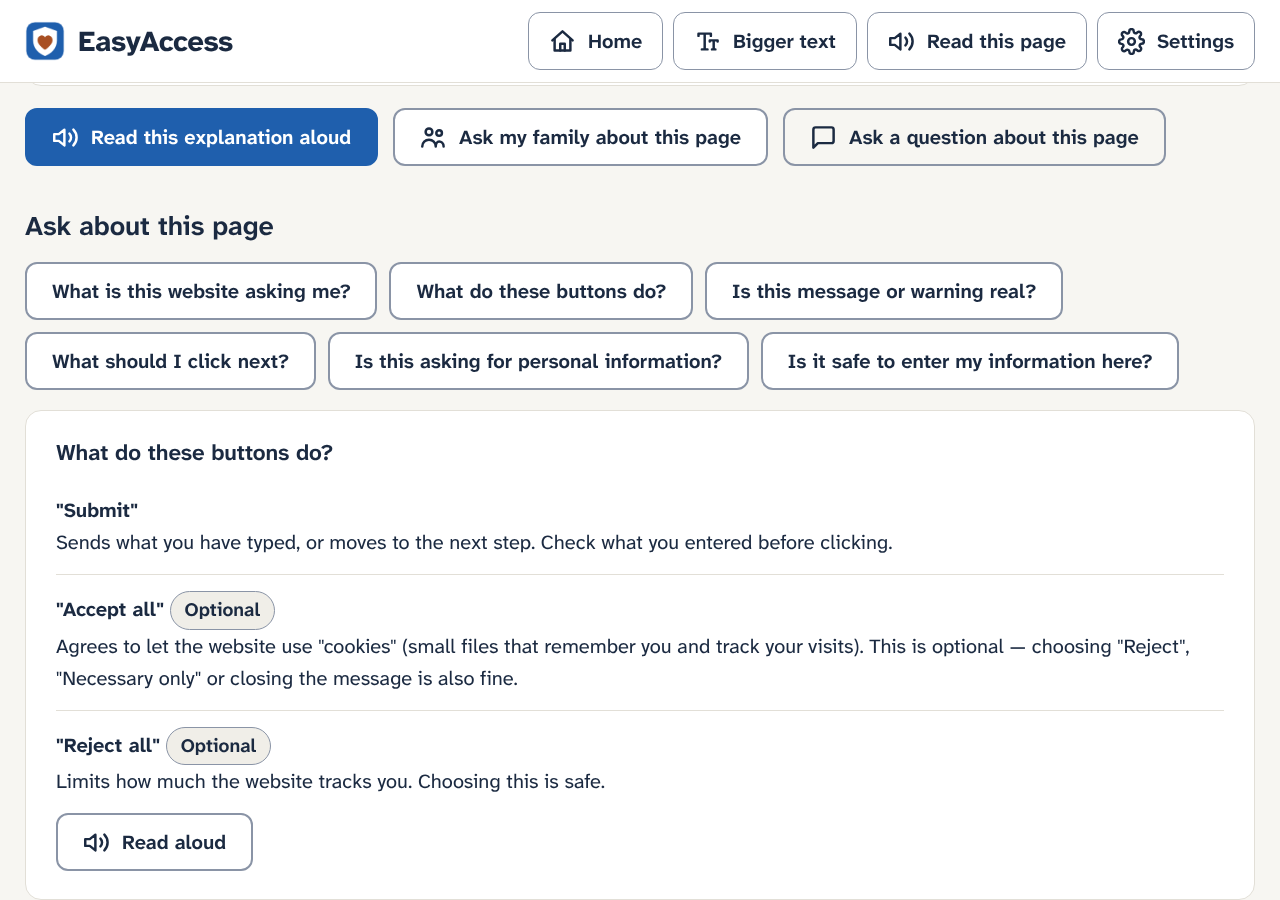 EasyAccess
Home
Bigger text
Read this page
Settings
Read this explanation aloud
Ask my family about this page
Ask a question about this page
Ask about this page
What is this website asking me?
What do these buttons do?
Is this message or warning real?
What should I click next?
Is this asking for personal information?
Is it safe to enter my information here?
What do these buttons do?
"Submit"
Sends what you have typed, or moves to the next step. Check what you entered before clicking.
"Accept all" Optional
Agrees to let the website use "cookies" (small files that remember you and track your visits). This is optional — choosing "Reject",
"Necessary only" or closing the message is also fine.
"Reject all" Optional
Limits how much the website tracks you. Choosing this is safe.
Read aloud